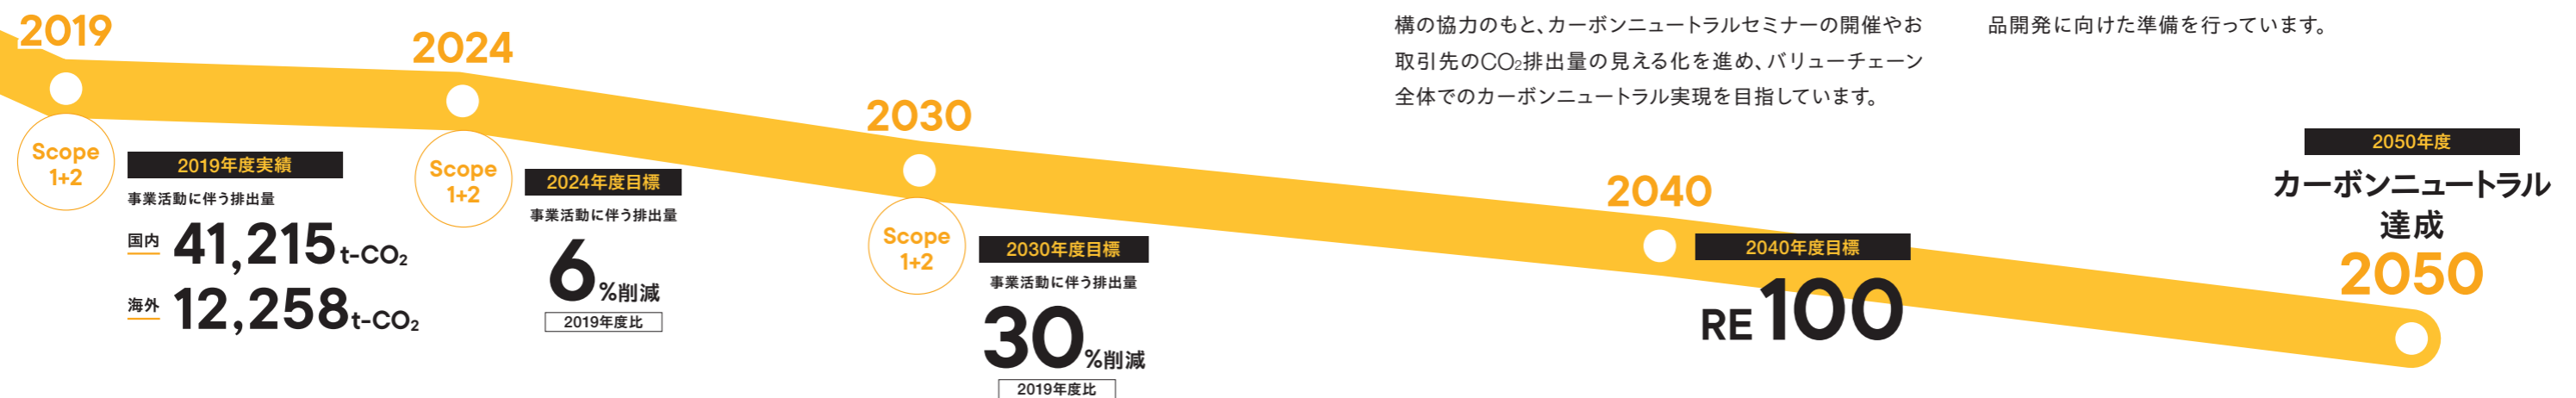 構の協力のもと、カーボンニュートラルセミナーの開催やお
取引先のCO₂排出量の見える化を進め、バリューチェーン
全体でのカーボンニュートラル実現を目指しています。
品開発に向けた準備を行っています。
2019
Scope
1+2
2019年度実績
事業活動に伴う排出量
国内 41,215 t-CO₂
海外 12,258 t-CO₂
2024
Scope
1+2
2024年度目標
事業活動に伴う排出量
6%削減
2019年度比
2030
Scope
1+2
2030年度目標
事業活動に伴う排出量
30%削減
2019年度比
2040
2040年度目標
RE 100
2050年度
カーボンニュートラル
達成
2050